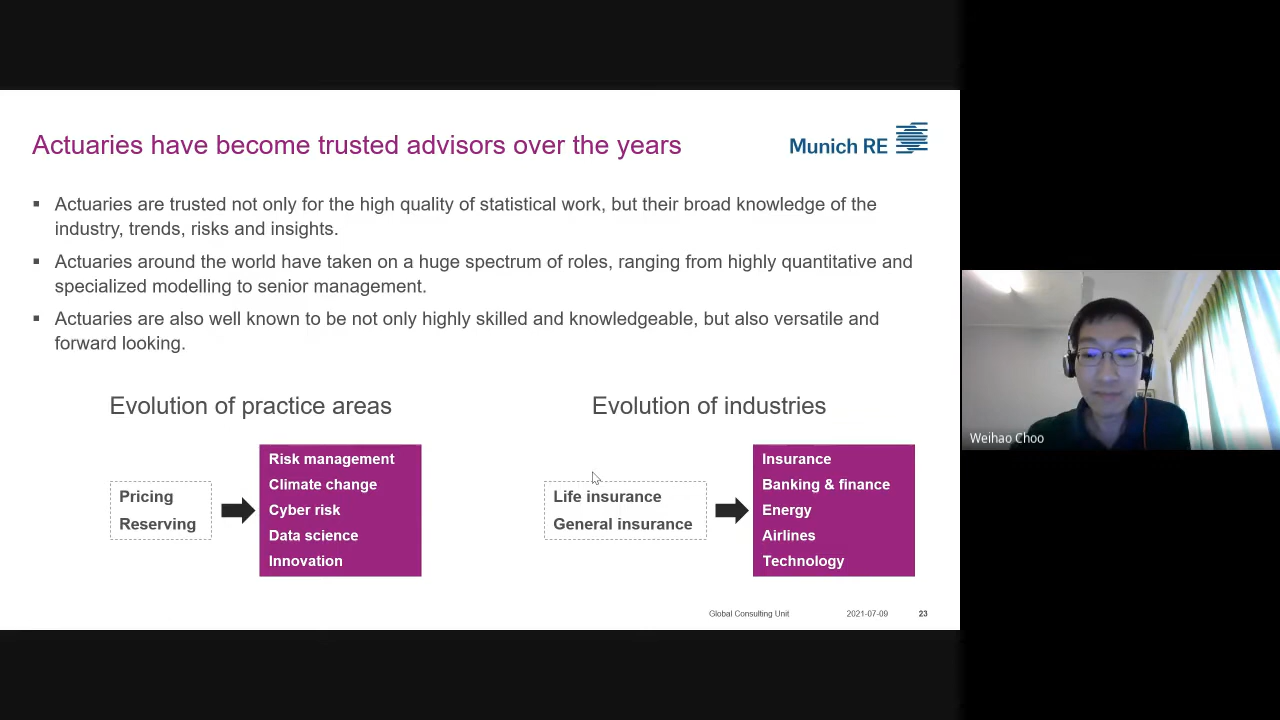 Actuaries have become trusted advisors over the years
Munich RE
Actuaries are trusted not only for the high quality of statistical work, but their broad knowledge of the
industry, trends, risks and insights.
Actuaries around the world have taken on a huge spectrum of roles, ranging from highly quantitative and
specialized modelling to senior management.
Actuaries are also well known to be not only highly skilled and knowledgeable, but also versatile and
forward looking.
Evolution of practice areas
Pricing
Reserving
Risk management
Climate change
Cyber risk
Data science
Innovation
Evolution of industries
Life insurance
General insurance
Insurance
Banking & finance
Energy
Airlines
Technology
Global Consulting Unit
2021-07-09
23
Weihao Choo